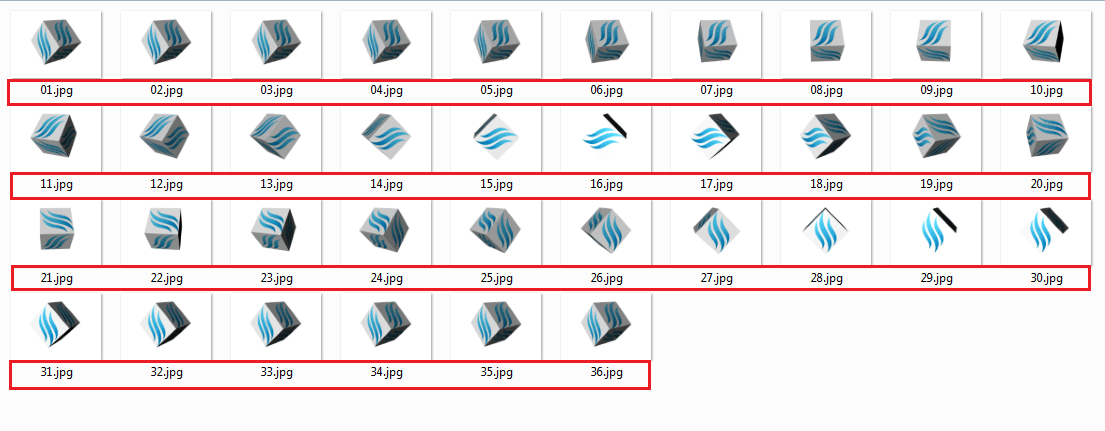 01.jpg 02.jpg 03.jpg 04.jpg 05.jpg 06.jpg 07.jpg 08.jpg 09.jpg 10.jpg
11.jpg 12.jpg 13.jpg 14.jpg 15.jpg 16.jpg 17.jpg 18.jpg 19.jpg 20.jpg
21.jpg 22.jpg 23.jpg 24.jpg 25.jpg 26.jpg 27.jpg 28.jpg 29.jpg 30.jpg
31.jpg 32.jpg 33.jpg 34.jpg 35.jpg 36.jpg